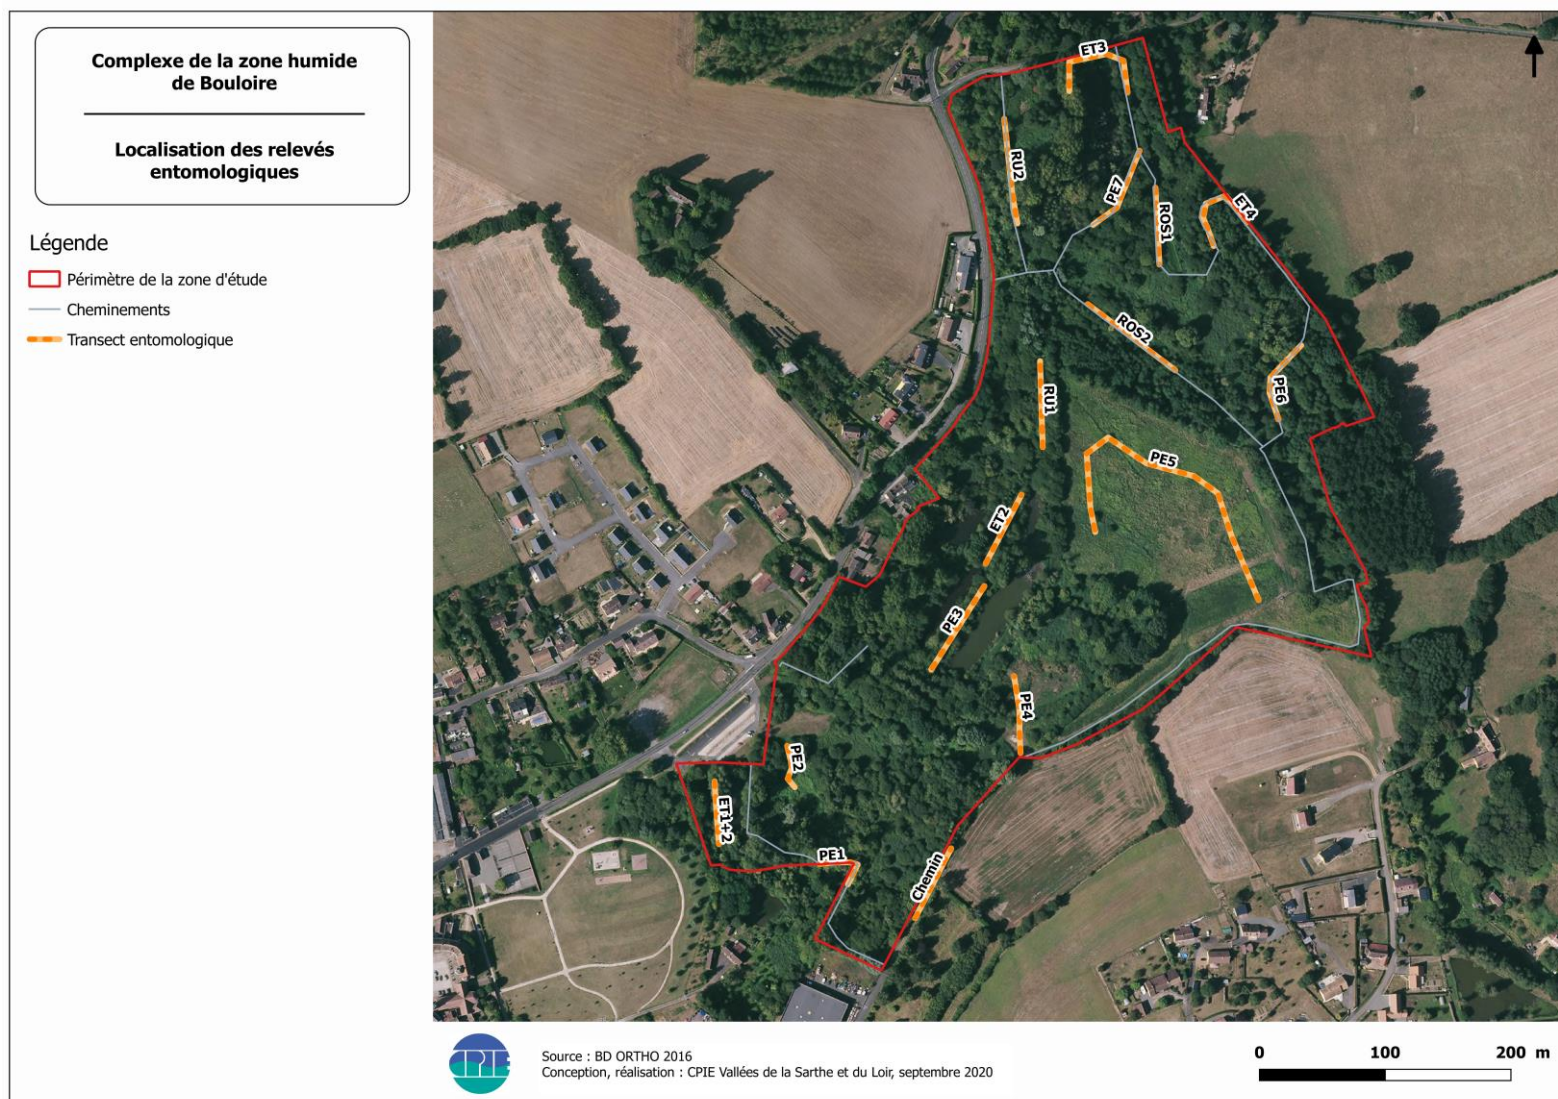 Complexe de la zone humide
de Bouloire
Localisation des relevés
entomologiques
Légende
Périmètre de la zone d'étude
Cheminements
Transect entomologique
ET3
RU2
PE7
ROS1
ET4
ROS2
RU1
PE6
PE5
ET2
PE3
PE4
PE2
ET1+2
PE1
Chemin
CPIE
Source : BD ORTHO 2016
Conception, réalisation : CPIE Vallées de la Sarthe et du Loir, septembre 2020
0 100 200 m